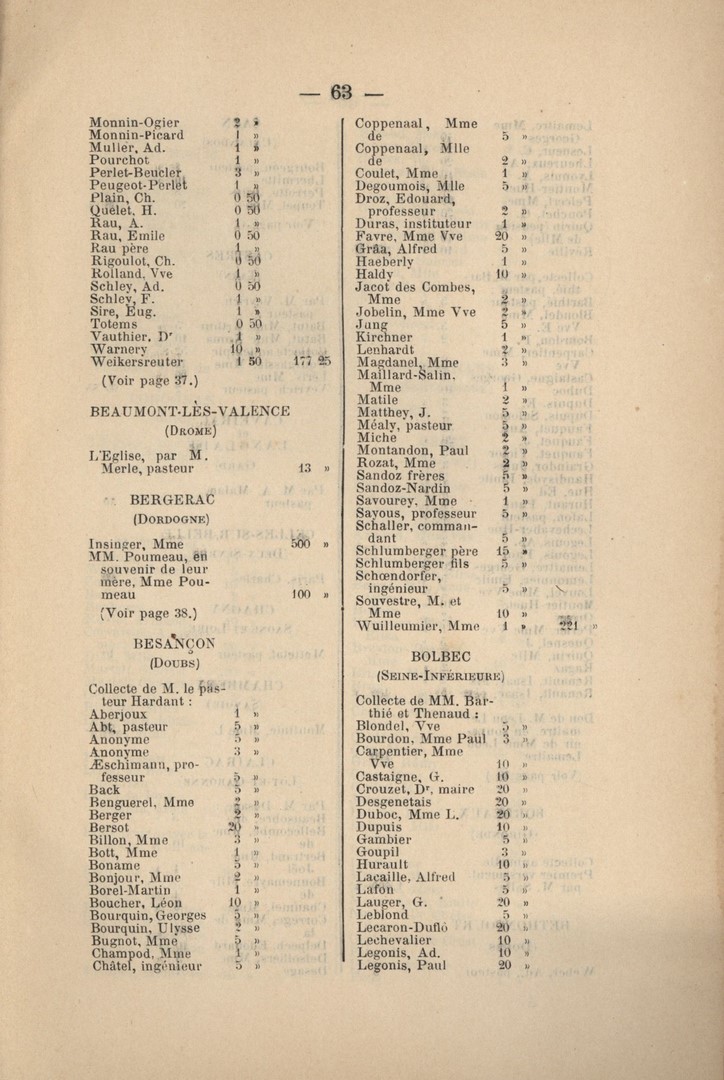 — 63 —
Monnin-Ogier 2 »
Monnin-Picard 1 »
Muller, Ad. 1 »
Pourchot 1 »
Perlet-Beucler 3 »
Peugeot-Perlet 1 »
Plain, Ch. 0 50
Quélet, H. 0 50
Rau, A. 1 »
Rau, Emile 0 50
Rau père 1 »
Rigoulot, Ch. 0 50
Rolland, Vve 1 »
Schley, Ad. 0 50
Schley, F. 1 »
Sire, Eug. 1 »
Totems 0 50
Vauthier, Dr 1 »
Warnery 10 »
Weikersreuter 1 50 177 25
(Voir page 37.)
BEAUMONT-LÈS-VALENCE
(DROME)
L'Eglise, par M.
Merle, pasteur 13 »
BERGERAC
(DORDOGNE)
Insinger, Mme 500 »
MM. Poumeau, en
souvenir de leur
mère, Mme Pou-
meau 100 »
(Voir page 38.)
BESANÇON
(DOUBS)
Collecte de M. le pas-
teur Hardant :
Aberjoux 1 »
Abt, pasteur 5 »
Anonyme 5 »
Anonyme 3 »
Æschimann, pro-
fesseur 5 »
Back 5 »
Benguerel, Mme 2 »
Berger 2 »
Bersot 20 »
Billon, Mme 3 »
Bott, Mme 1 »
Boname 5 »
Bonjour, Mme 2 »
Borel-Martin 1 »
Boucher, Léon 10 »
Bourquin, Georges 5 »
Bourquin, Ulysse 2 »
Bugnot, Mme 5 »
Champod, Mme 1 »
Châtel, ingénieur 5 »
Coppenaal, Mme
de 5 »
Coppenaal, Mlle
de 2 »
Coulet, Mme 1 »
Degoumois, Mlle 5 »
Droz, Edouard,
professeur 2 »
Duras, instituteur 1 »
Favre, Mme Vve 20 »
Grâa, Alfred 5 »
Haeberly 1 »
Haldy 10 »
Jacot des Combes,
Mme 2 »
Jobelin, Mme Vve 2 »
Jung 5 »
Kirchner 1 »
Lenhardt 2 »
Magdanel, Mme 3 »
Maillard-Salin,
Mme 1 »
Matile 2 »
Matthey, J. 5 »
Méaly, pasteur 5 »
Miche 2 »
Montandon, Paul 2 »
Rozat, Mme 2 »
Sandoz frères 5 »
Sandoz-Nardin 5 »
Savourey, Mme 1 »
Sayous, professeur 5 »
Schaller, comman-
dant 5 »
Schlumberger père 15 »
Schlumberger fils 5 »
Schœndorfer,
ingénieur 5 »
Souvestre, M. et
Mme 10 »
Wuilleumier, Mme 1 » 221 »
BOLBEC
(SEINE-INFÉRIEURE)
Collecte de MM. Bar-
thié et Thenaud :
Blondel, Vve 5 »
Bourdon, Mme Paul 3 »
Carpentier, Mme
Vve 10 »
Castaigne, G. 10 »
Crouzet, Dr, maire 20 »
Desgenetais 20 »
Duboc, Mme L. 20 »
Dupuis 10 »
Gambier 5 »
Goupil 3 »
Hurault 10 »
Lacaille, Alfred 5 »
Lafon 5 »
Lauger, G. 20 »
Leblond 5 »
Lecaron-Duflô 20 »
Lechevalier 10 »
Legonis, Ad. 10 »
Legonis, Paul 20 »